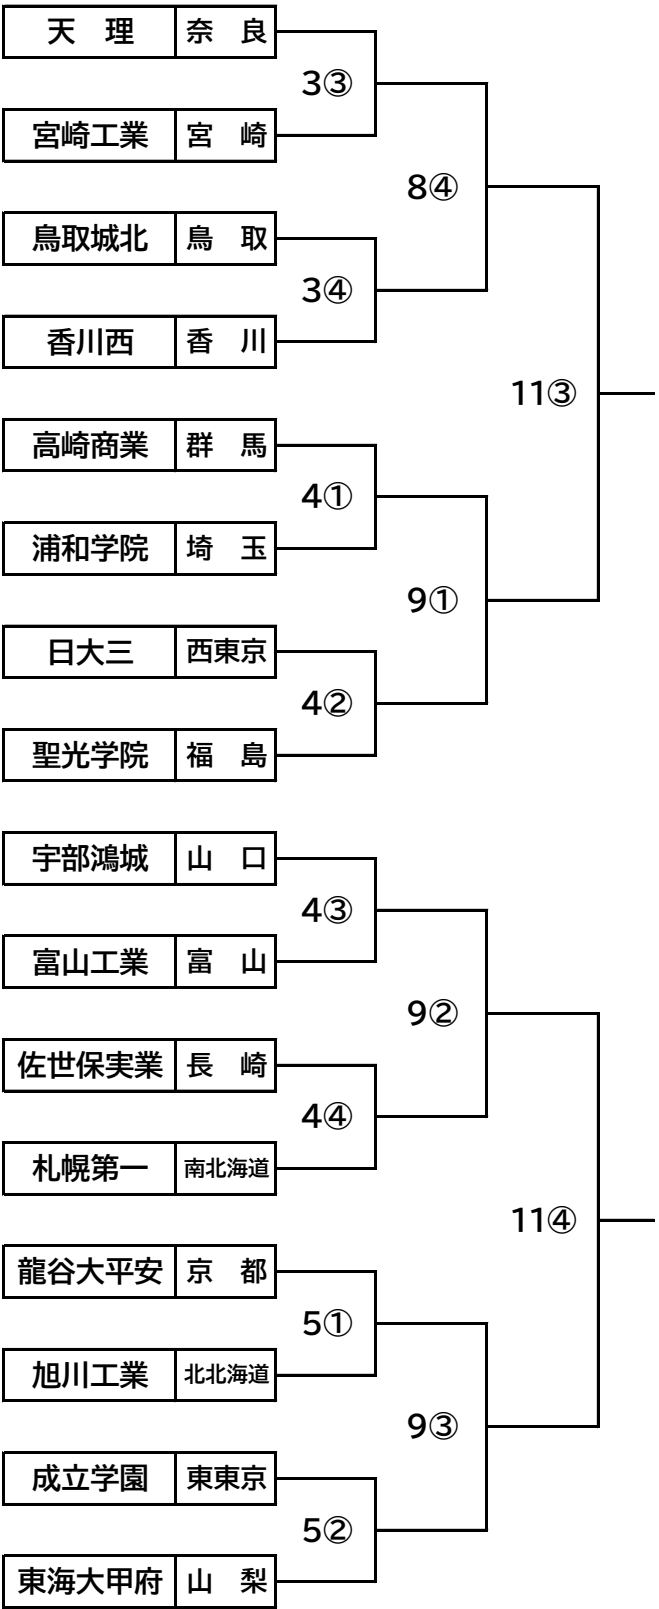 天　理 奈　良
3③
宮崎工業 宮　崎
8④
鳥取城北 鳥　取
3④
香川西 香　川
11③
高崎商業 群　馬
4①
浦和学院 埼　玉
9①
日大三 西東京
4②
聖光学院 福　島
宇部鴻城 山　口
4③
富山工業 富　山
9②
佐世保実業 長　崎
4④
札幌第一 南北海道
11④
龍谷大平安 京　都
5①
旭川工業 北北海道
9③
成立学園 東東京
5②
東海大甲府 山　梨